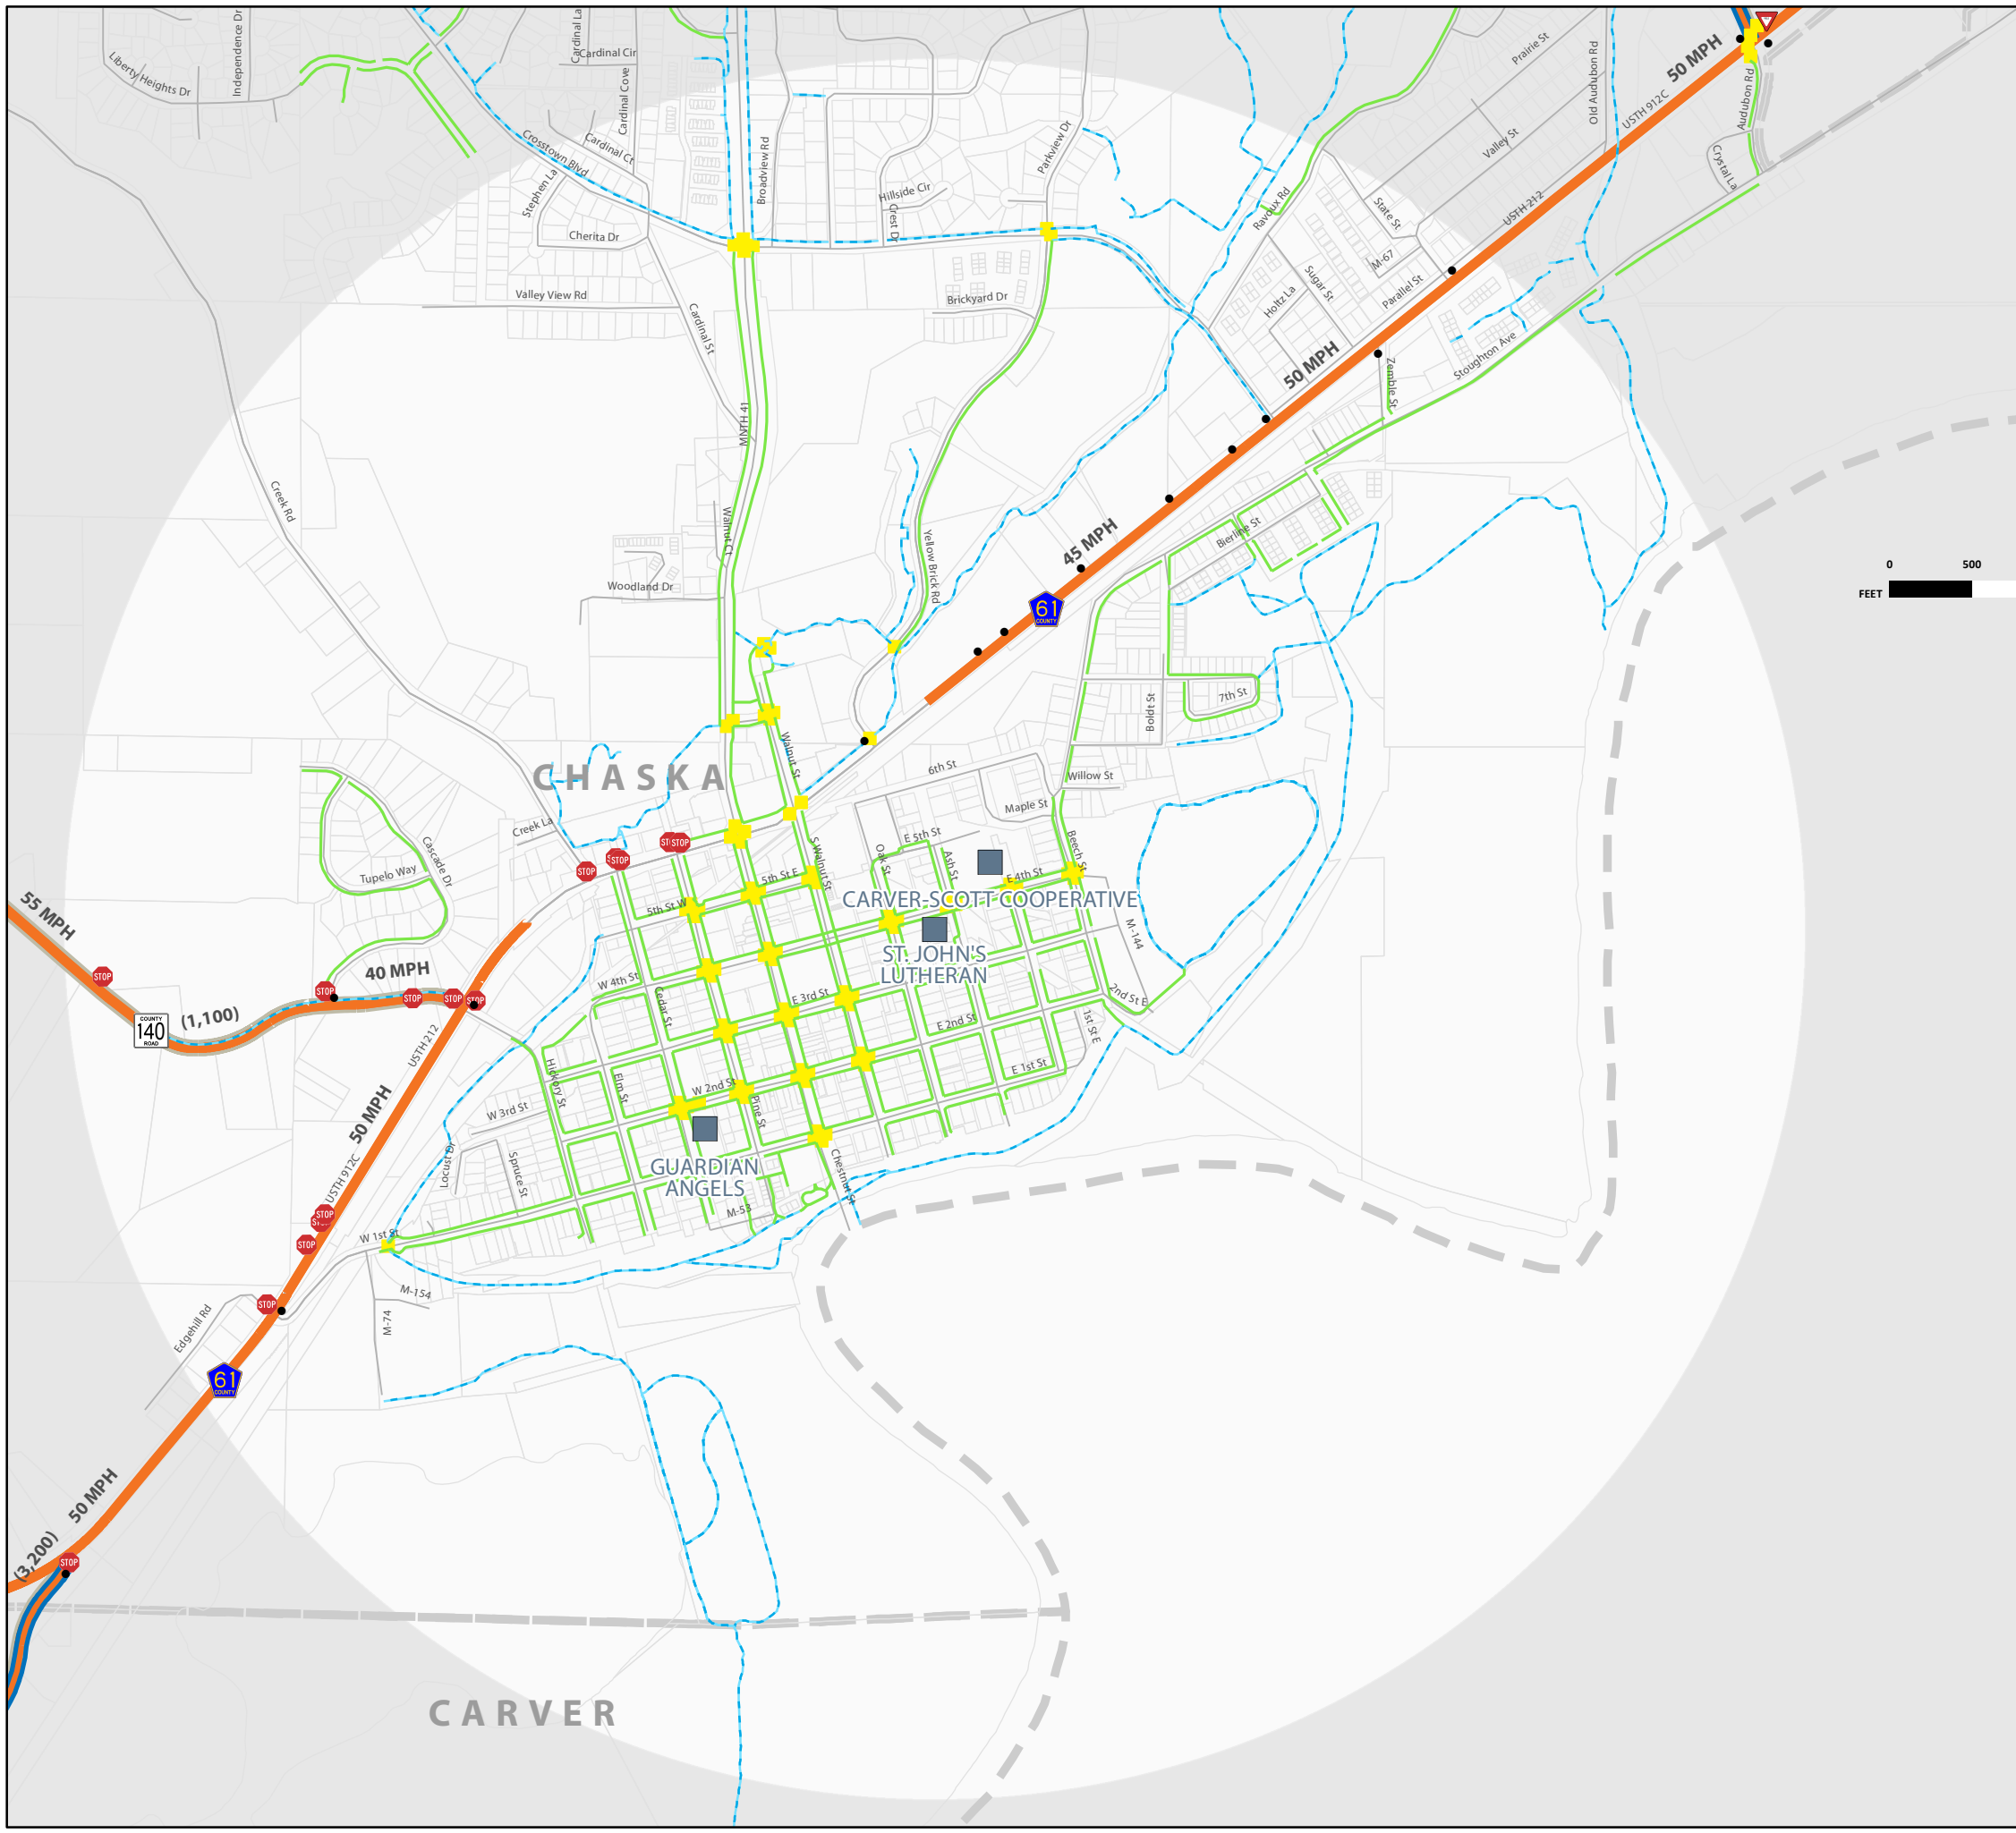 Liberty Heights Dr
Independence Dr
Cardinal La
Cardinal Cir
Cardinal Cove
Cardinal Ct
Crosstown Blvd
Stephen La
Cherita Dr
Broadview Rd
Hillside Cir
Crest Dr
Parkview Dr
Prairie St
Old Audubon Rd
50 MPH
USTH 912C
Audubon Rd
Crystal La
Valley St
State St
Ravoux Rd
USTH 212
M-67
Parallel St
Sugar St
Holtz La
Valley View Rd
Cardinal St
Brickyard Dr
50 MPH
Zemble St
Stoughton Ave
MNTH 41
Creek Rd
Walnut Ct
Yellow Brick Rd
45 MPH
Bierline St
Woodland Dr
61
COUNTY
0
500
FEET
7th St
Boldt St
CHASKA
Walnut St
6th St
Willow St
Maple St
Creek La
STOP
STOP
STOP
E 5th St
Beech St
Oak St
Ash St
S Walnut St
Cascade Dr
Tupelo Way
5th St E
5th St W
E 4th St
CARVER-SCOTT COOPERATIVE
M-144
55 MPH
STOP
40 MPH
STOP
STOP
STOP
STOP
ST. JOHN'S
LUTHERAN
W 4th St
Cedar St
E 3rd St
2nd St E
COUNTY
140
ROAD
(1,100)
USTH 212
E 2nd St
1st St E
E 1st St
Hickory St
Elm St
W 2nd St
Pine St
W 3rd St
50 MPH
USTH 912C
Locust Dr
Spruce St
GUARDIAN
ANGELS
Chestnut St
M-53
STOP
STOP
W 1st St
STOP
M-154
M-74
Edgehill Rd
61
COUNTY
50 MPH
(3,200)
STOP
CARVER